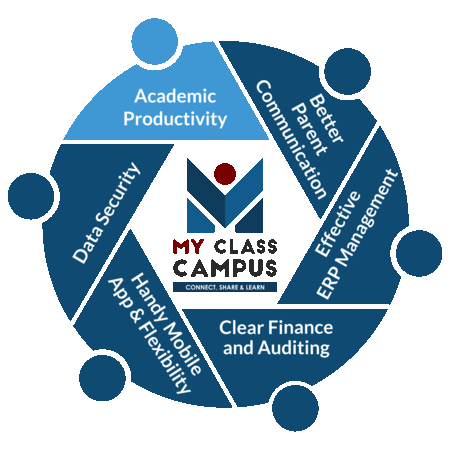 Academic
Productivity
Better
Parent
Communication
Effective
ERP Management
Clear Finance
and Auditing
Handy Mobile
App & Flexibility
Data Security
MY CLASS
CAMPUS
CONNECT, SHARE & LEARN